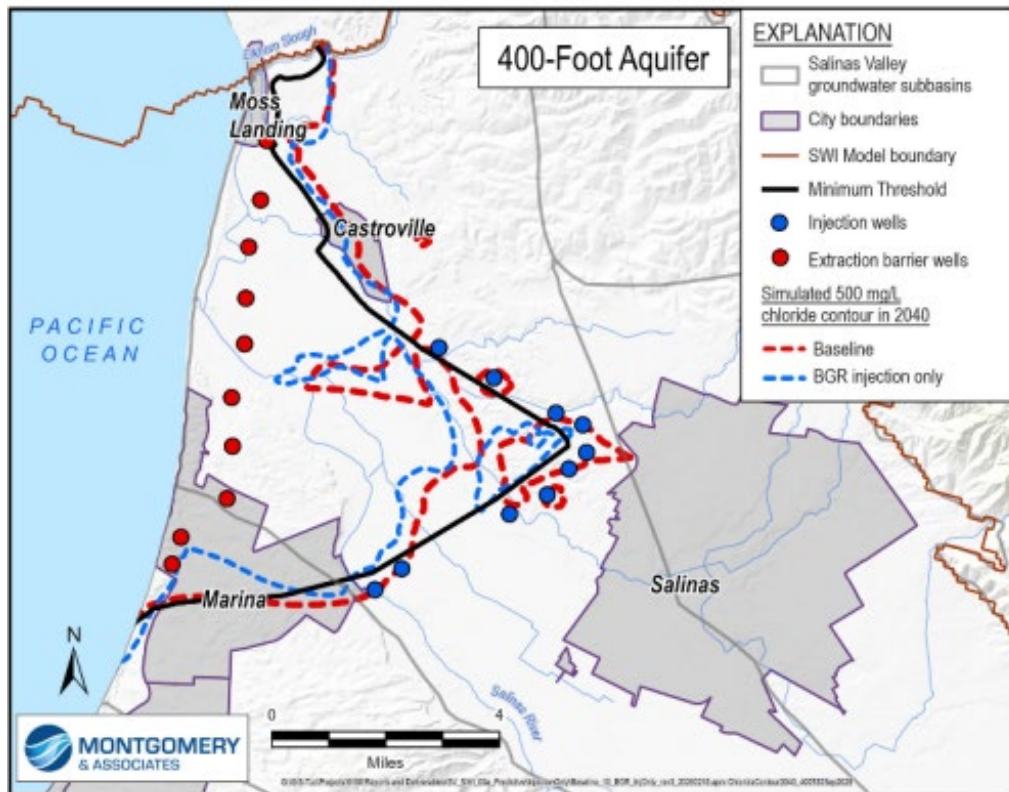 400-Foot Aquifer
EXPLANATION
Salinas Valley
groundwater subbasins
City boundaries
SWI Model boundary
Minimum Threshold
Injection wells
Extraction barrier wells
Simulated 500 mg/L
chloride contour in 2040
Baseline
BGR injection only
Elkhorn Slough
Moss
Landing
Castroville
PACIFIC
OCEAN
Marina
Salinas
Salinas River
N
0 4
Miles
MONTGOMERY
& ASSOCIATES